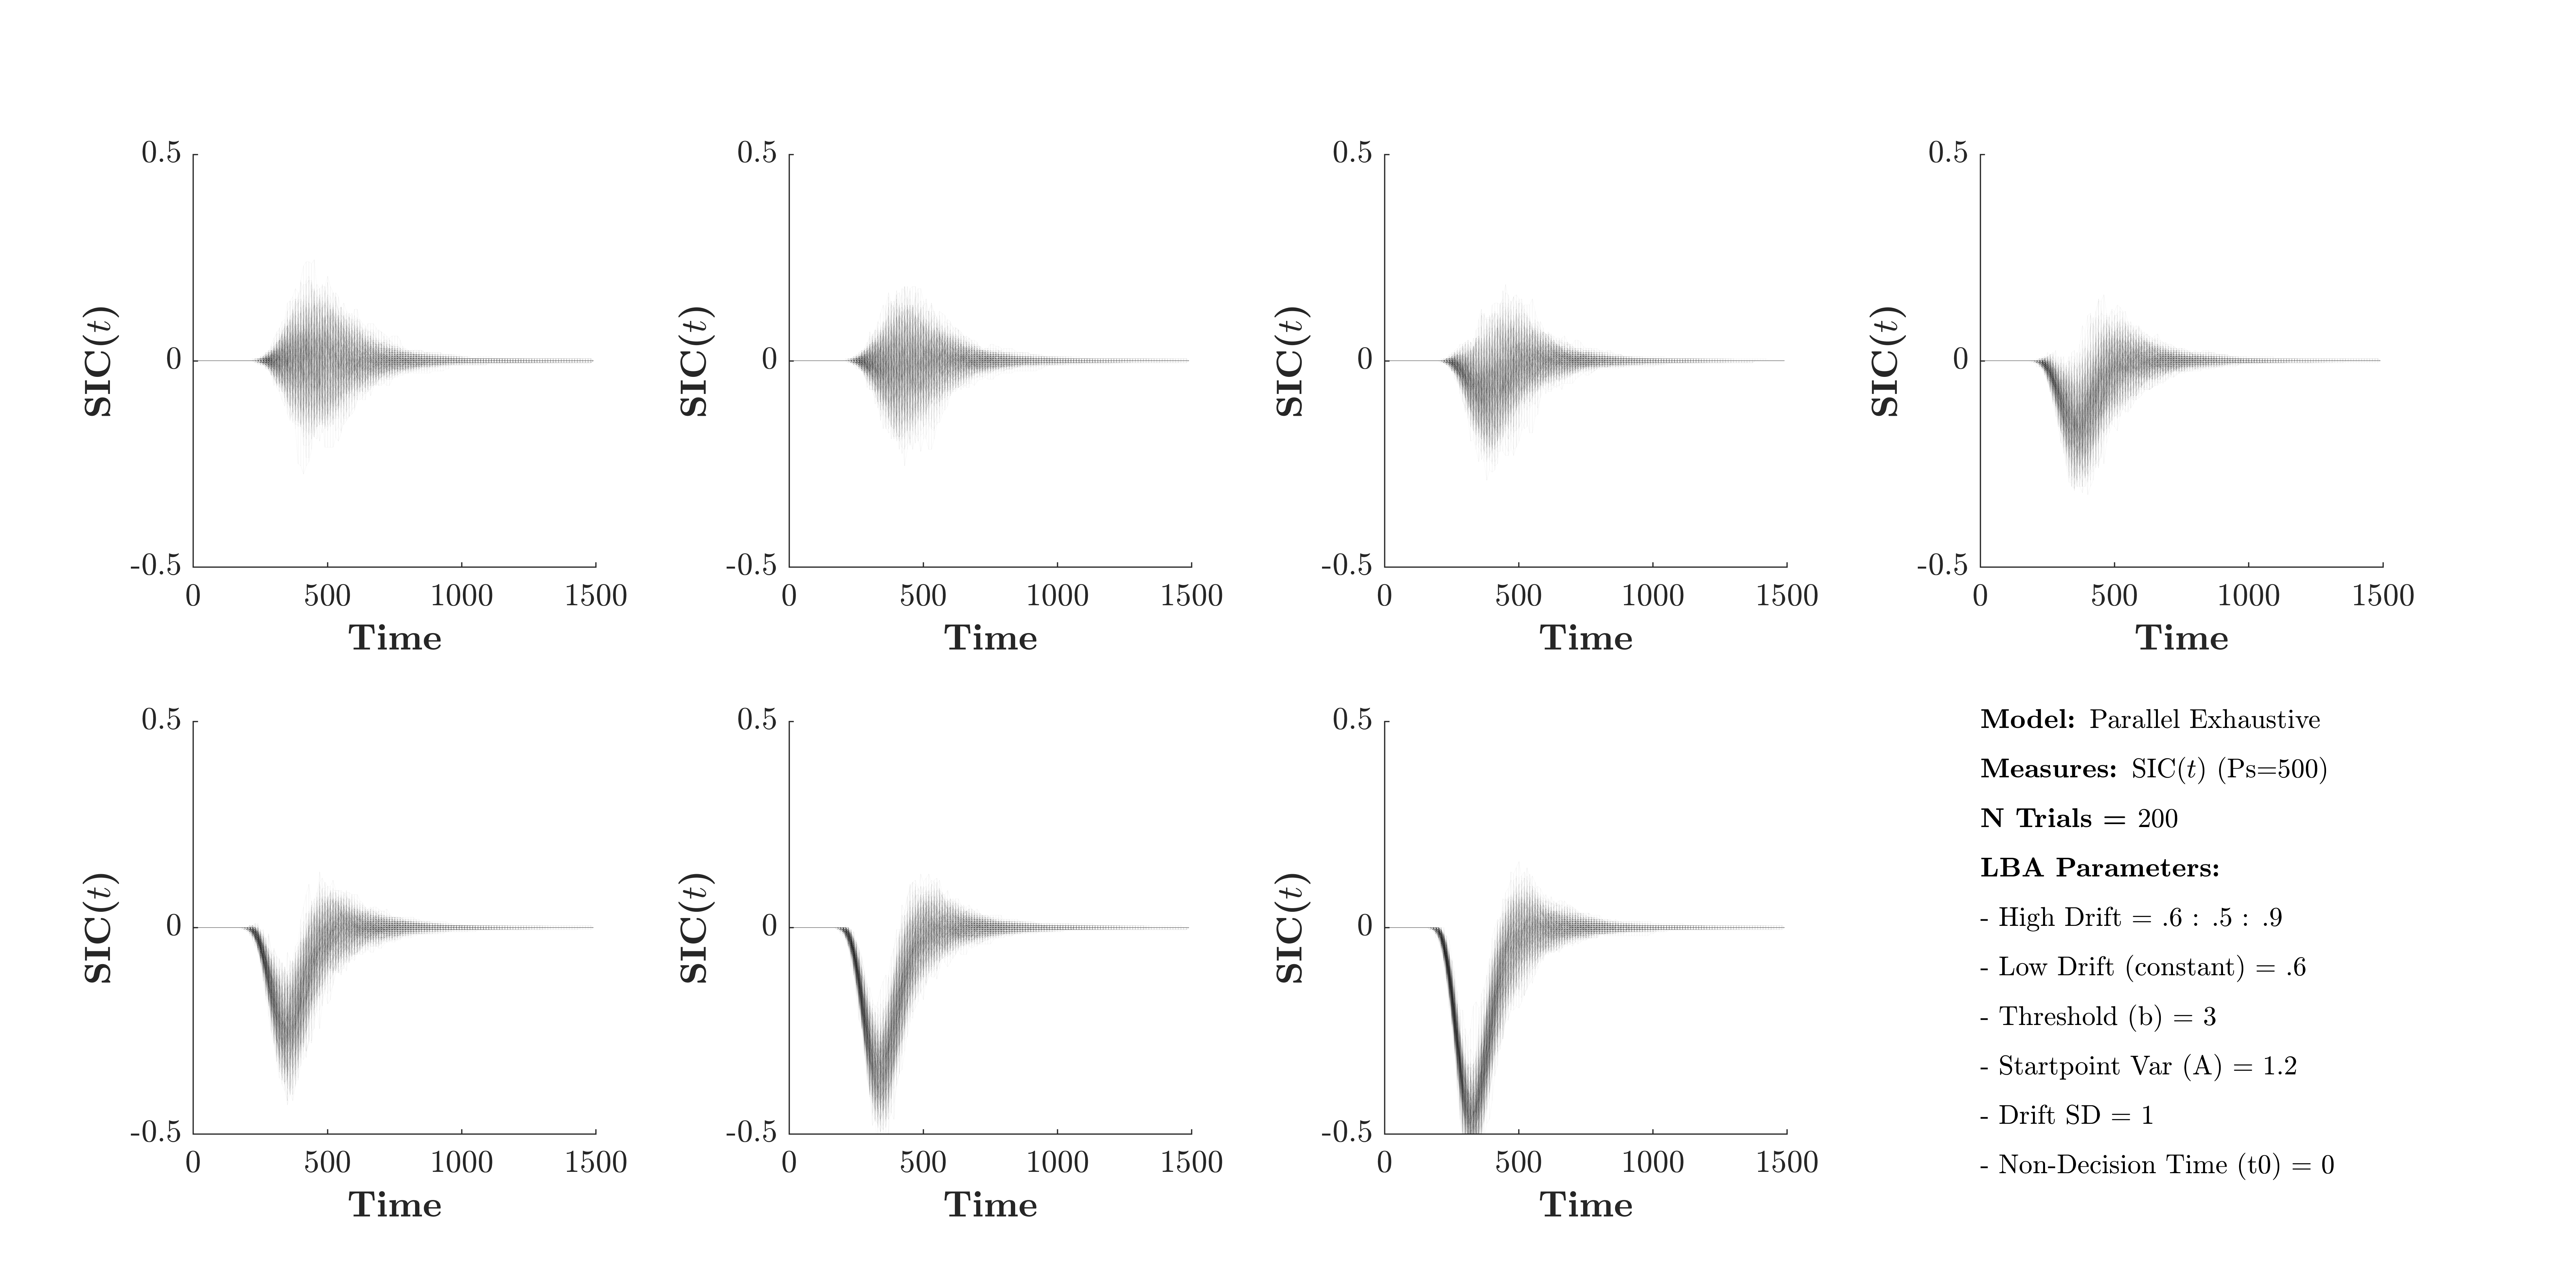 0.5
0
-0.5
SIC(t)
0 500 1000 1500
Time
0.5
0
-0.5
SIC(t)
0 500 1000 1500
Time
0.5
0
-0.5
SIC(t)
0 500 1000 1500
Time
0.5
0
-0.5
SIC(t)
0 500 1000 1500
Time
0.5
0
-0.5
SIC(t)
0 500 1000 1500
Time
0.5
0
-0.5
SIC(t)
0 500 1000 1500
Time
0.5
0
-0.5
SIC(t)
0 500 1000 1500
Time
Model: Parallel Exhaustive
Measures: SIC(t) (Ps=500)
N Trials = 200
LBA Parameters:
- High Drift = .6 : .5 : .9
- Low Drift (constant) = .6
- Threshold (b) = 3
- Startpoint Var (A) = 1.2
- Drift SD = 1
- Non-Decision Time (t0) = 0